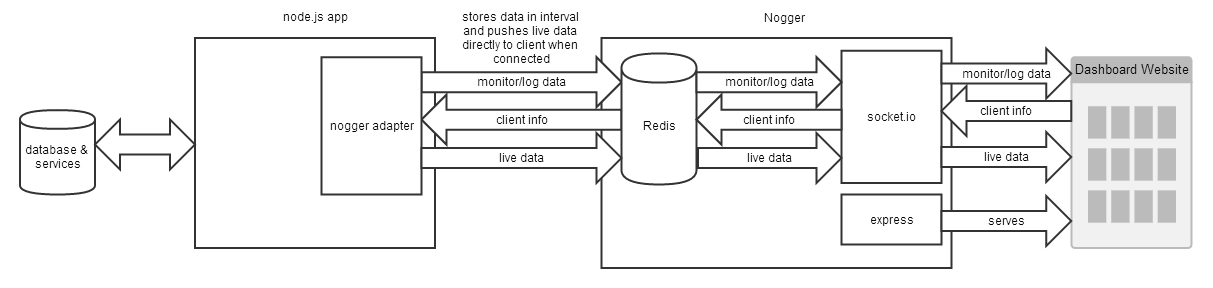 node.js app
stores data in interval
and pushes live data
directly to client when
connected
Nogger
monitor/log data
monitor/log data
monitor/log data
Dashboard Website
database &
services
nogger adapter
client info
Redis
client info
socket.io
client info
live data
live data
live data
express
serves